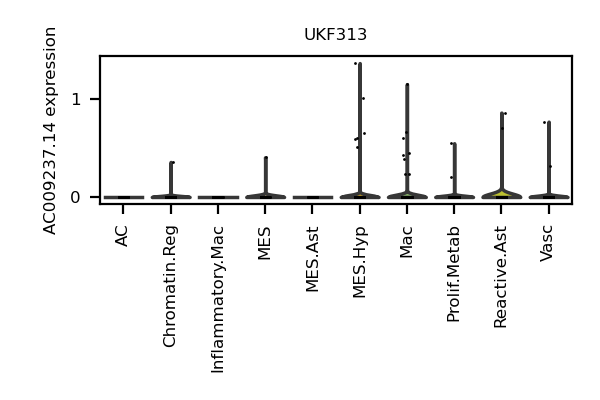 UKF313
AC009237.14 expression
1
0
AC
Chromatin.Reg
Inflammatory.Mac
MES
MES.Ast
MES.Hyp
Mac
Prolif.Metab
Reactive.Ast
Vasc